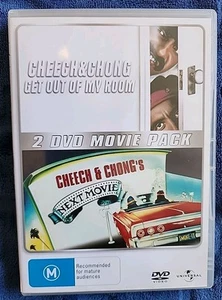 CHEECH&CHONG
GET OUT OF MY ROOM
2 DVD MOVIE PACK
CHEECH & CHONG'S
NEXT MOVIE
M
Recommended
for mature
audiences
DVD
VIDEO
UNIVERSAL